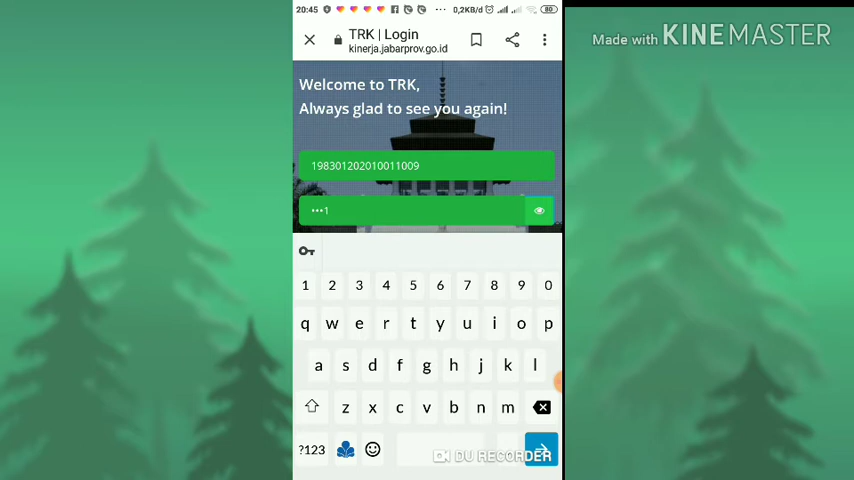 20:45 0,2KB/d 80
TRK | Login
kinerja.jabarprov.go.id
Made with KINEMASTER
Welcome to TRK,
Always glad to see you again!
198301202010011009
•••1
1 2 3 4 5 6 7 8 9 0
q w e r t y u i o p
a s d f g h j k l
z x c v b n m
?123
DU RECORDER